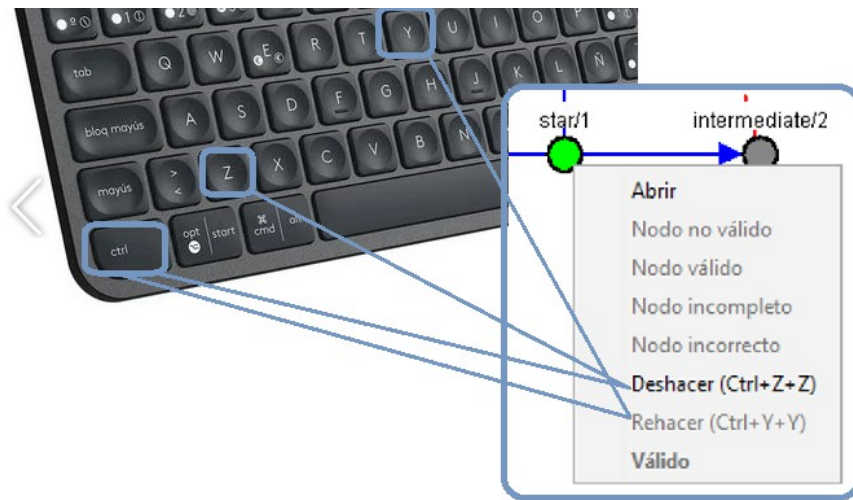 Q W E R T Y U I O P
tab
bloq mayús A S D F G H J K L Ñ
mayús > < Z X C V B N
ctrl opt start ⌘ cmd alt
star/1 intermediate/2
Abrir
Nodo no válido
Nodo válido
Nodo incompleto
Nodo incorrecto
Deshacer (Ctrl+Z+Z)
Rehacer (Ctrl+Y+Y)
Válido